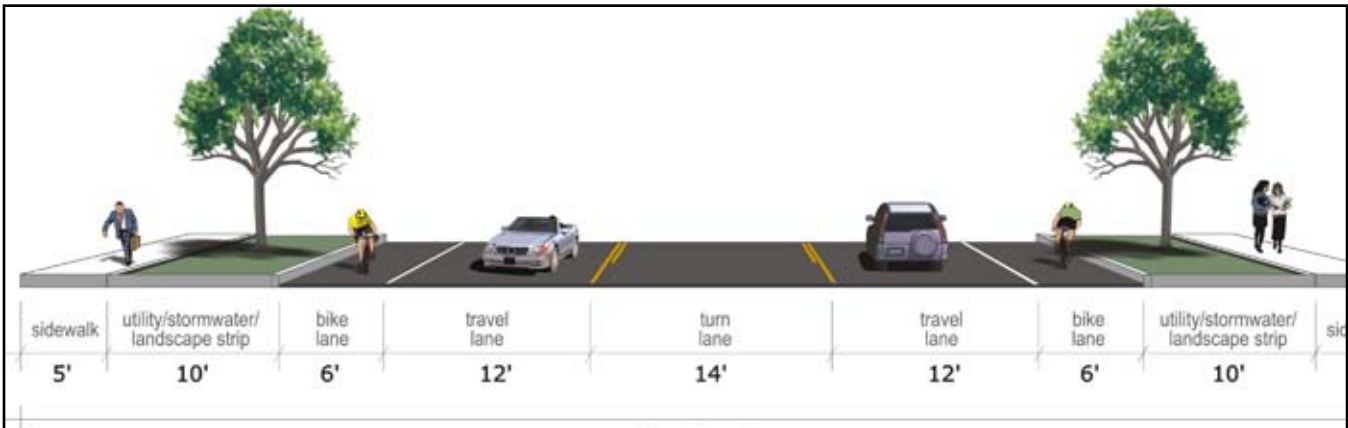 sidewalk
utility/stormwater/
landscape strip
bike
lane
travel
lane
turn
lane
travel
lane
bike
lane
utility/stormwater/
landscape strip
5'
10'
6'
12'
14'
12'
6'
10'